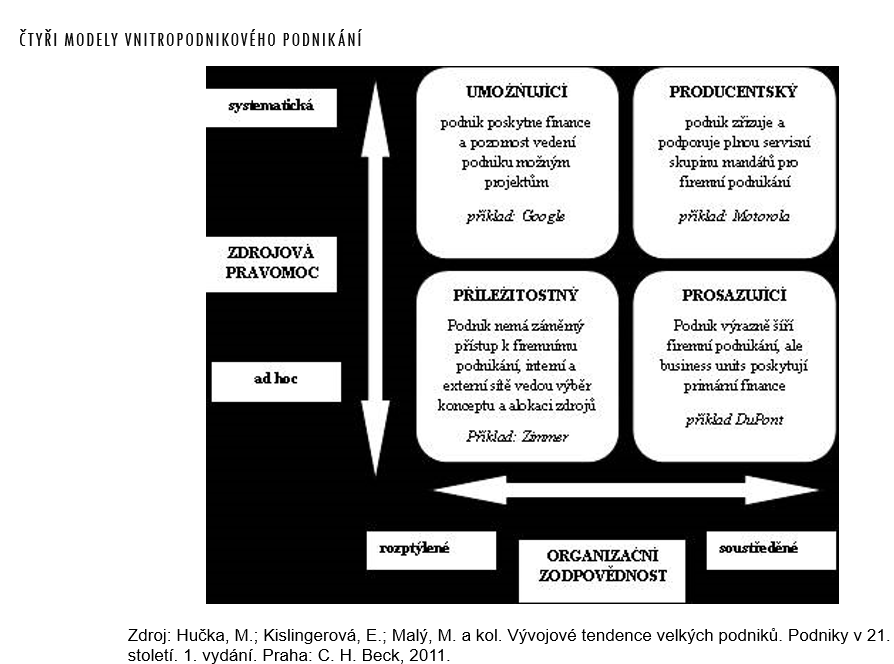 ČTYŘI MODELY VNITROPODNIKOVÉHO PODNIKÁNÍ
systematická
ZDROJOVÁ
PRAVOMOC
ad hoc
UMOŽŇUJÍCÍ
podnik poskytne finance
a pozornost vedení
podniku možným
projektům
příklad: Google
PRODUCENTSKÝ
podnik zřizuje a
podporuje plnou servisní
skupinu mandátů pro
firemní podnikání
příklad: Motorola
PŘÍLEŽITOSTNÝ
Podnik nemá záměrný
přístup k firemnímu
podnikání, interní a
externí sítě vedou výběr
konceptu a alokaci zdrojů
Příklad: Zimmer
PROSAZUJÍCÍ
Podnik výrazně šíří
firemní podnikání, ale
business units poskytují
primární finance
příklad DuPont
rozptýlené
ORGANIZAČNÍ
ZODPOVĚDNOST
soustředěné
Zdroj: Hučka, M.; Kislingerová, E.; Malý, M. a kol. Vývojové tendence velkých podniků. Podniky v 21.
století. 1. vydání. Praha: C. H. Beck, 2011.